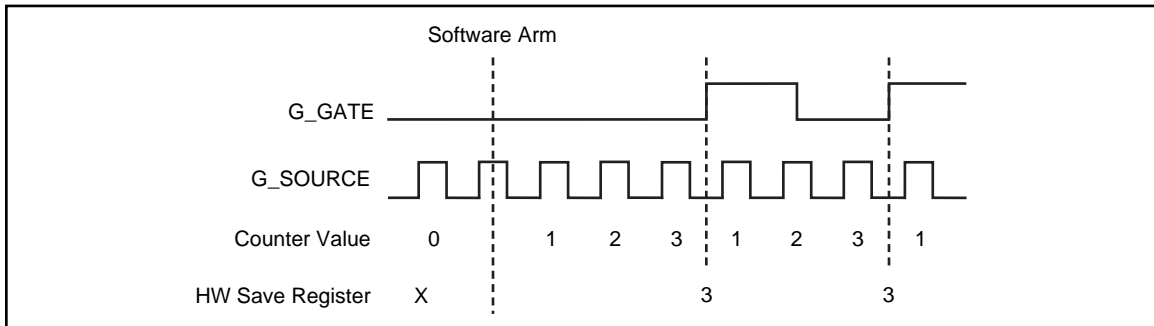 Software Arm
G_GATE
G_SOURCE
Counter Value 0 1 2 3 1 2 3 1
HW Save Register X 3 3